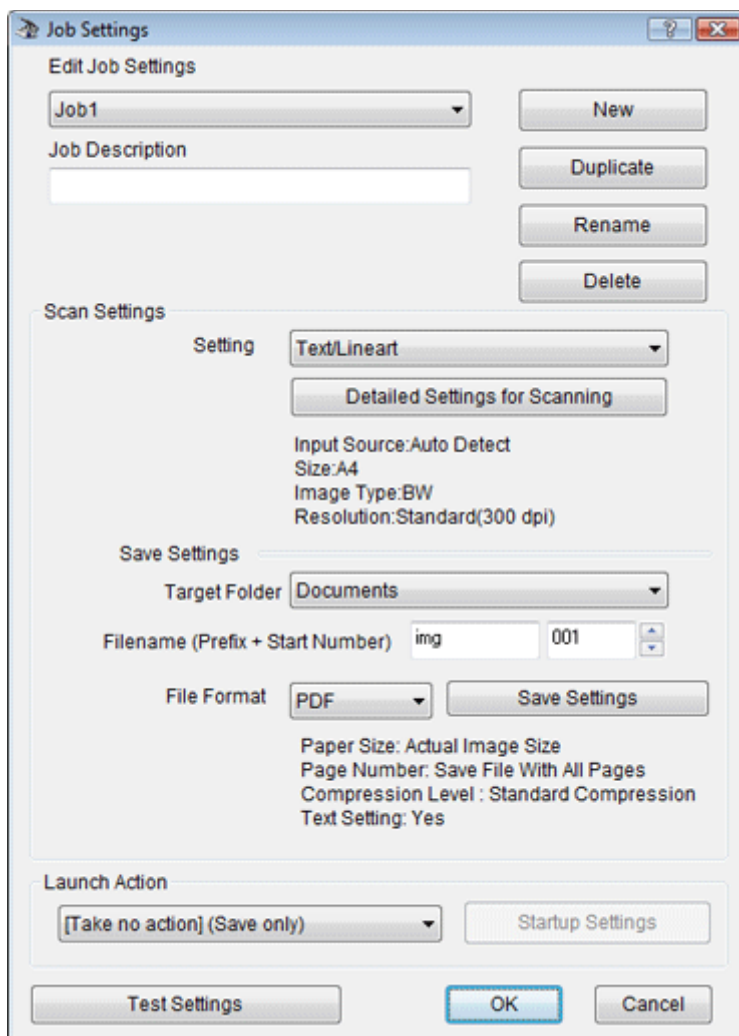 Job Settings
Edit Job Settings
Job1
New
Job Description
Duplicate
Rename
Delete
Scan Settings
Setting Text/Lineart
Detailed Settings for Scanning
Input Source:Auto Detect
Size:A4
Image Type:BW
Resolution:Standard(300 dpi)
Save Settings
Target Folder Documents
Filename (Prefix + Start Number) img 001
File Format PDF Save Settings
Paper Size: Actual Image Size
Page Number: Save File With All Pages
Compression Level : Standard Compression
Text Setting: Yes
Launch Action
[Take no action] (Save only) Startup Settings
Test Settings OK Cancel